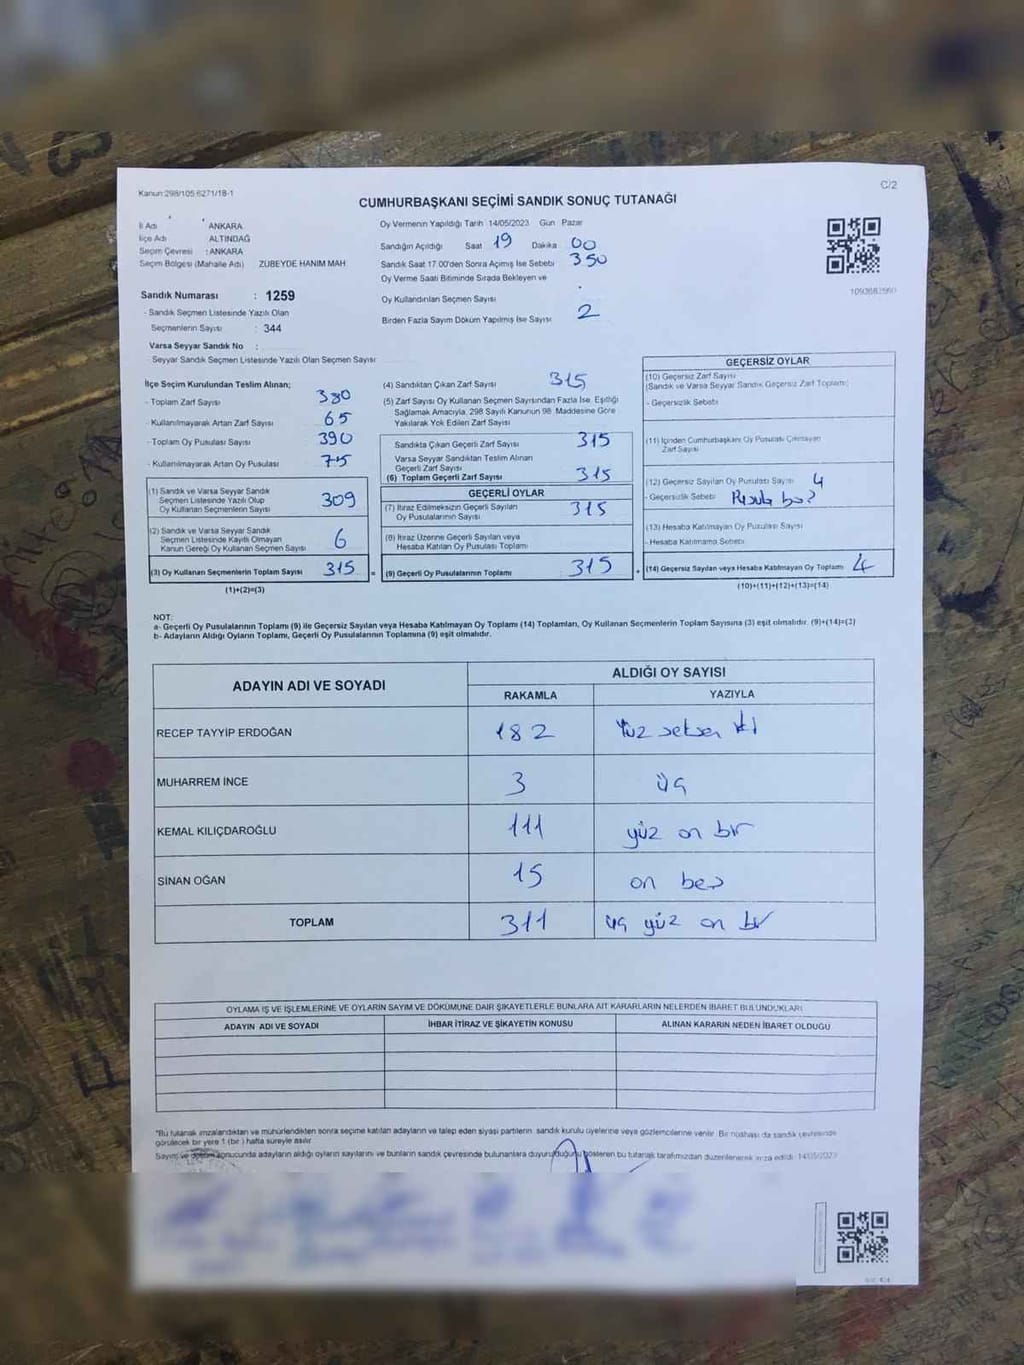 Kanun 298/105,6271/18-1
C/2
CUMHURBAŞKANI SEÇİMİ SANDIK SONUÇ TUTANAĞI
İl Adı ANKARA
İlçe Adı ALTINDAĞ
Seçim Çevresi : ANKARA
Seçim Bölgesi (Mahalle Adı) ZÜBEYDE HANIM MAH
Sandık Numarası : 1259
- Sandık Seçmen Listesinde Yazılı Olan
Seçmenlerin Sayısı : 344
Varsa Seyyar Sandık No :
- Seyyar Sandık Seçmen Listesinde Yazılı Olan Seçmen Sayısı
Oy Vermenin Yapıldığı Tarih 14/05/2023 Gün Pazar
Sandığın Açıldığı Saat 19 Dakika 00
Sandık Saat 17.00'den Sonra Açımış İse Sebebi 350
Oy Verme Saati Bitiminde Sırada Bekleyen ve
Oy Kullandırılan Seçmen Sayısı
Birden Fazla Sayım Döküm Yapılmış İse Sayısı 2
İlçe Seçim Kurulundan Teslim Alınan;
- Toplam Zarf Sayısı 380
- Kullanılmayarak Artan Zarf Sayısı 65
- Toplam Oy Pusulası Sayısı 390
- Kullanılmayarak Artan Oy Pusulası 75
(1) Sandık ve Varsa Seyyar Sandık
Seçmen Listesinde Yazılı Olup
Oy Kullanan Seçmenlerin Sayısı 309
(2) Sandık ve Varsa Seyyar Sandık
Seçmen Listesinde Kayıtlı Olmayan
Kanun Gereği Oy Kullanan Seçmen Sayısı 6
(3) Oy Kullanan Seçmenlerin Toplam Sayısı 315 =
(1)+(2)=(3)
(4) Sandıktan Çıkan Zarf Sayısı 315
(5) Zarf Sayısı Oy Kullanan Seçmen Sayısından Fazla İse, Eşitliği
Sağlamak Amacıyla, 298 Sayılı Kanunun 98. Maddesine Göre
Yakılarak Yok Edilen Zarf Sayısı
Sandıkta Çıkan Geçerli Zarf Sayısı 315
Varsa Seyyar Sandıktan Teslim Alınan
Geçerli Zarf Sayısı
(6) Toplam Geçerli Zarf Sayısı 315
GEÇERLİ OYLAR
(7) İtiraz Edilmeksizin Geçerli Sayılan
Oy Pusulalarının Sayısı 315
(8) İtiraz Üzerine Geçerli Sayılan veya
Hesaba Katılan Oy Pusulası Toplamı
(9) Geçerli Oy Pusulalarının Toplamı 315 +
GEÇERSİZ OYLAR
(10) Geçersiz Zarf Sayısı
(Sandık ve Varsa Seyyar Sandık Geçersiz Zarf Toplamı)
- Geçersizlik Sebebi
(11) İçinden Cumhurbaşkanı Oy Pusulası Çıkmayan
Zarf Sayısı
(12) Geçersiz Sayılan Oy Pusulası Sayısı 4
- Geçersizlik Sebebi
(13) Hesaba Katılmayan Oy Pusulası Sayısı
- Hesaba Katılmama Sebebi
(14) Geçersiz Sayılan veya Hesaba Katılmayan Oy Toplamı 4
(10)+(11)+(12)+(13)=(14)
NOT:
a- Geçerli Oy Pusulalarının Toplamı (9) ile Geçersiz Sayılan veya Hesaba Katılmayan Oy Toplamı (14) Toplamları, Oy Kullanan Seçmenlerin Toplam Sayısına (3) eşit olmalıdır. (9)+(14)=(3)
b- Adayların Aldığı Oyların Toplamı, Geçerli Oy Pusulalarının Toplamına (9) eşit olmalıdır.
ADAYIN ADI VE SOYADI ALDIĞI OY SAYISI
RAKAMLA YAZIYLA
RECEP TAYYİP ERDOĞAN 182 Yüz seksen iki
MUHARREM İNCE 3 üç
KEMAL KILIÇDAROĞLU 111 yüz on bir
SİNAN OĞAN 15 on beş
TOPLAM 311 üç yüz on bir
OYLAMA İŞ VE İŞLEMLERİNE VE OYLARIN SAYIM VE DÖKÜMÜNE DAİR ŞİKAYETLERLE BUNLARA AİT KARARLARIN NELERDEN İBARET BULUNDUKLARI
ADAYIN ADI VE SOYADI İHBAR İTİRAZ VE ŞİKAYETİN KONUSU ALINAN KARARIN NEDEN İBARET OLDUĞU
*Bu tutanak imzalandıktan ve mühürlendikten sonra seçime katılan adayların ve talep eden siyasi partilerin sandık kurulu üyelerine veya gözlemcilerine verilir. Bir nüshası da sandık çevresinde
görülecek bir yere 1 (bir) hafta süreyle asılır.
Sayım ve döküm sonucunda adayların aldığı oyların sayılarını ve bunların sandık çevresinde bulunanlara duyurulduğunu gösteren bu tutanak tarafımızdan düzenlenerek imza edildi. 14/05/2023